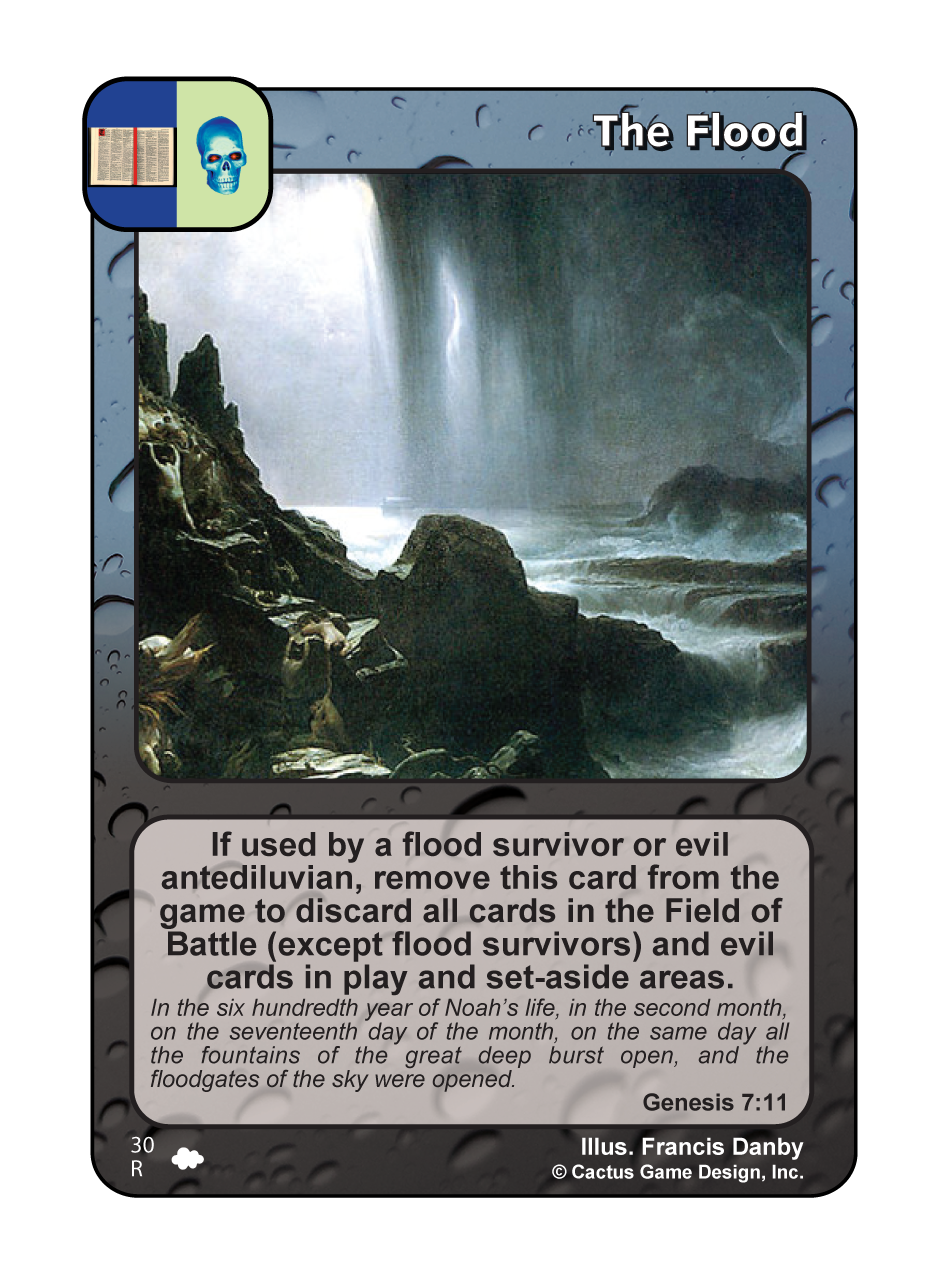 The Flood
If used by a flood survivor or evil
antediluvian, remove this card from the
game to discard all cards in the Field of
Battle (except flood survivors) and evil
cards in play and set-aside areas.
In the six hundredth year of Noah's life, in the second month,
on the seventeenth day of the month, on the same day all
the fountains of the great deep burst open, and the
floodgates of the sky were opened.
Genesis 7:11
30
R
Illus. Francis Danby
© Cactus Game Design, Inc.